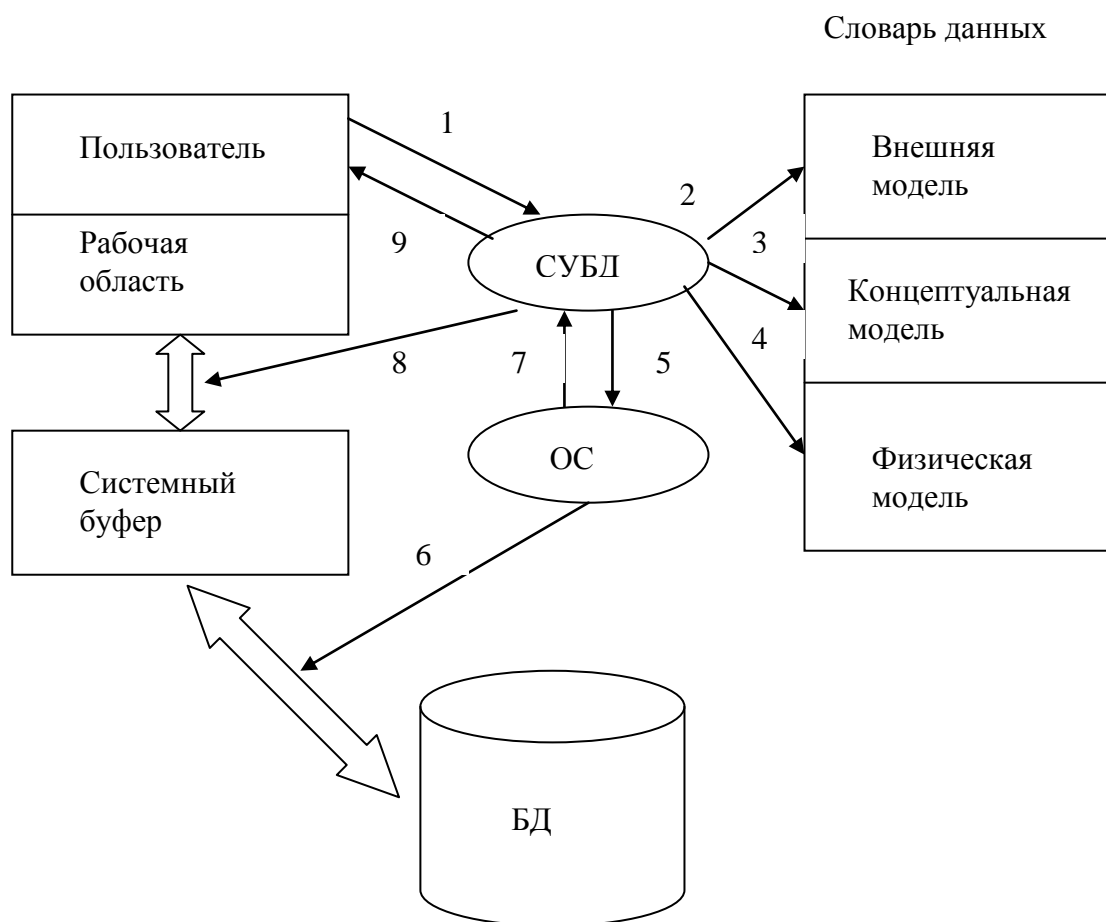 Словарь данных
Пользователь
1
Внешняя
модель
2
Рабочая
область
9
СУБД
3
Концептуальная
модель
8
7
5
4
ОС
Системный
буфер
Физическая
модель
6
БД